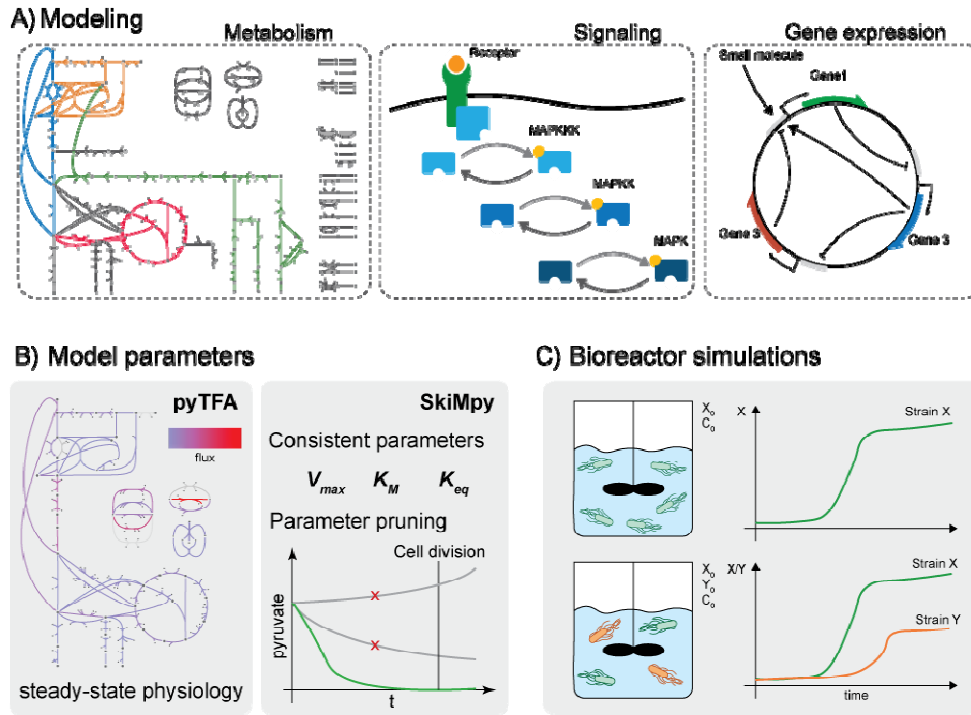 A) Modeling
Metabolism
Signaling
Receptor
MAPKKK
MAPKK
MAPK
Gene expression
Small molecule
Gene1
Gene 3
Gene 3
B) Model parameters
pyTFA
flux
steady-state physiology
SkiMpy
Consistent parameters
Vmax KM Keq
Parameter pruning
Cell division
x
x
pyruvate
t
C) Bioreactor simulations
X₀
C₀
X
Strain X
X₀
Y₀
C₀
X/Y
Strain X
Strain Y
time